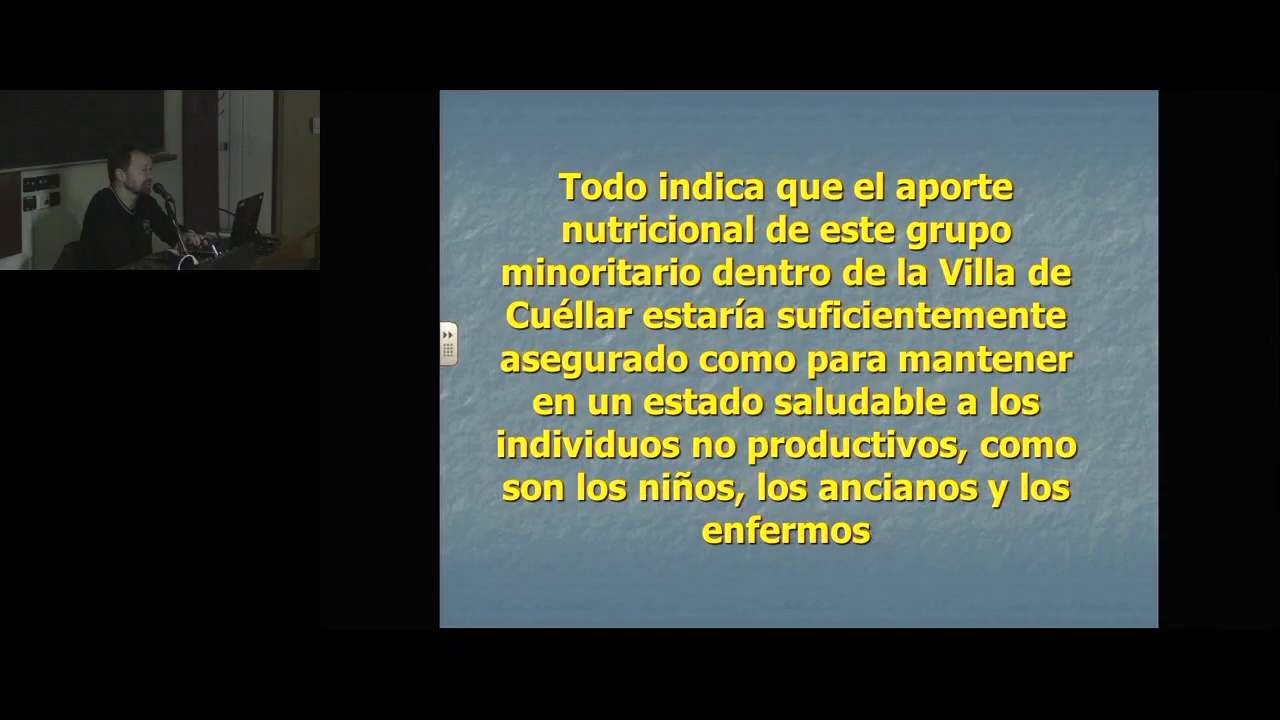 Todo indica que el aporte
nutricional de este grupo
minoritario dentro de la Villa de
Cuéllar estaría suficientemente
asegurado como para mantener
en un estado saludable a los
individuos no productivos, como
son los niños, los ancianos y los
enfermos